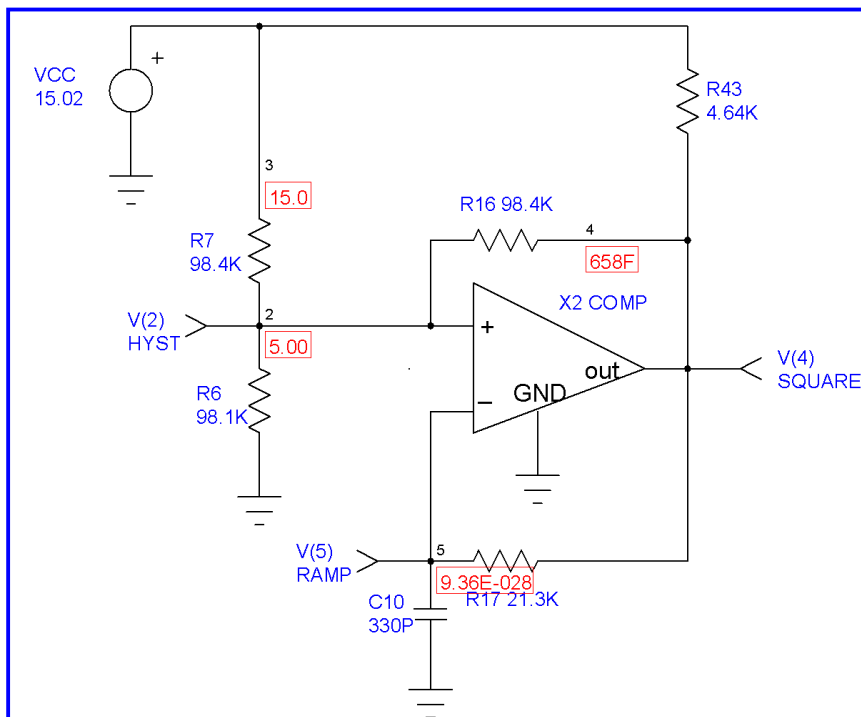 +
VCC
15.02
R43
4.64K
3
15.0
R16 98.4K
4
658F
R7
98.4K
X2 COMP
V(2)
HYST
2
5.00
+
out
V(4)
SQUARE
R6
98.1K
–
GND
V(5)
RAMP
5
9.36E-028
R17 21.3K
C10
330P